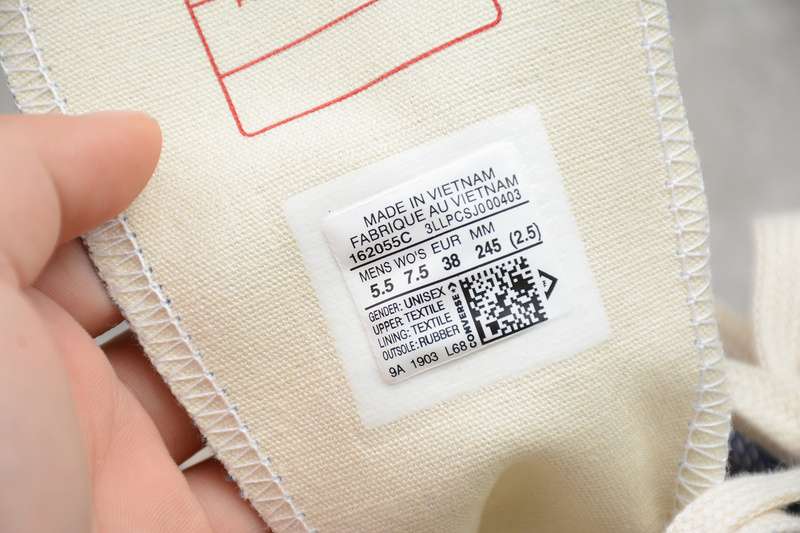 MADE IN VIETNAM
FABRIQUE AU VIETNAM
162055C 3LLPCSJ000403
MENS WO'S EUR MM
5.5 7.5 38 245 (2.5)
GENDER: UNISEX
UPPER: TEXTILE
LINING: TEXTILE
OUTSOLE: RUBBER
9A 1903 L68
CONVERSE